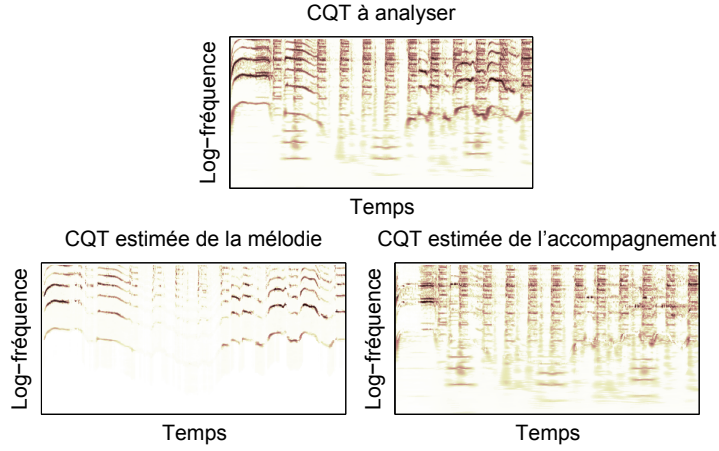 CQT à analyser
Log−fréquence
Temps
CQT estimée de la mélodie
Log−fréquence
Temps
CQT estimée de l'accompagnement
Log−fréquence
Temps